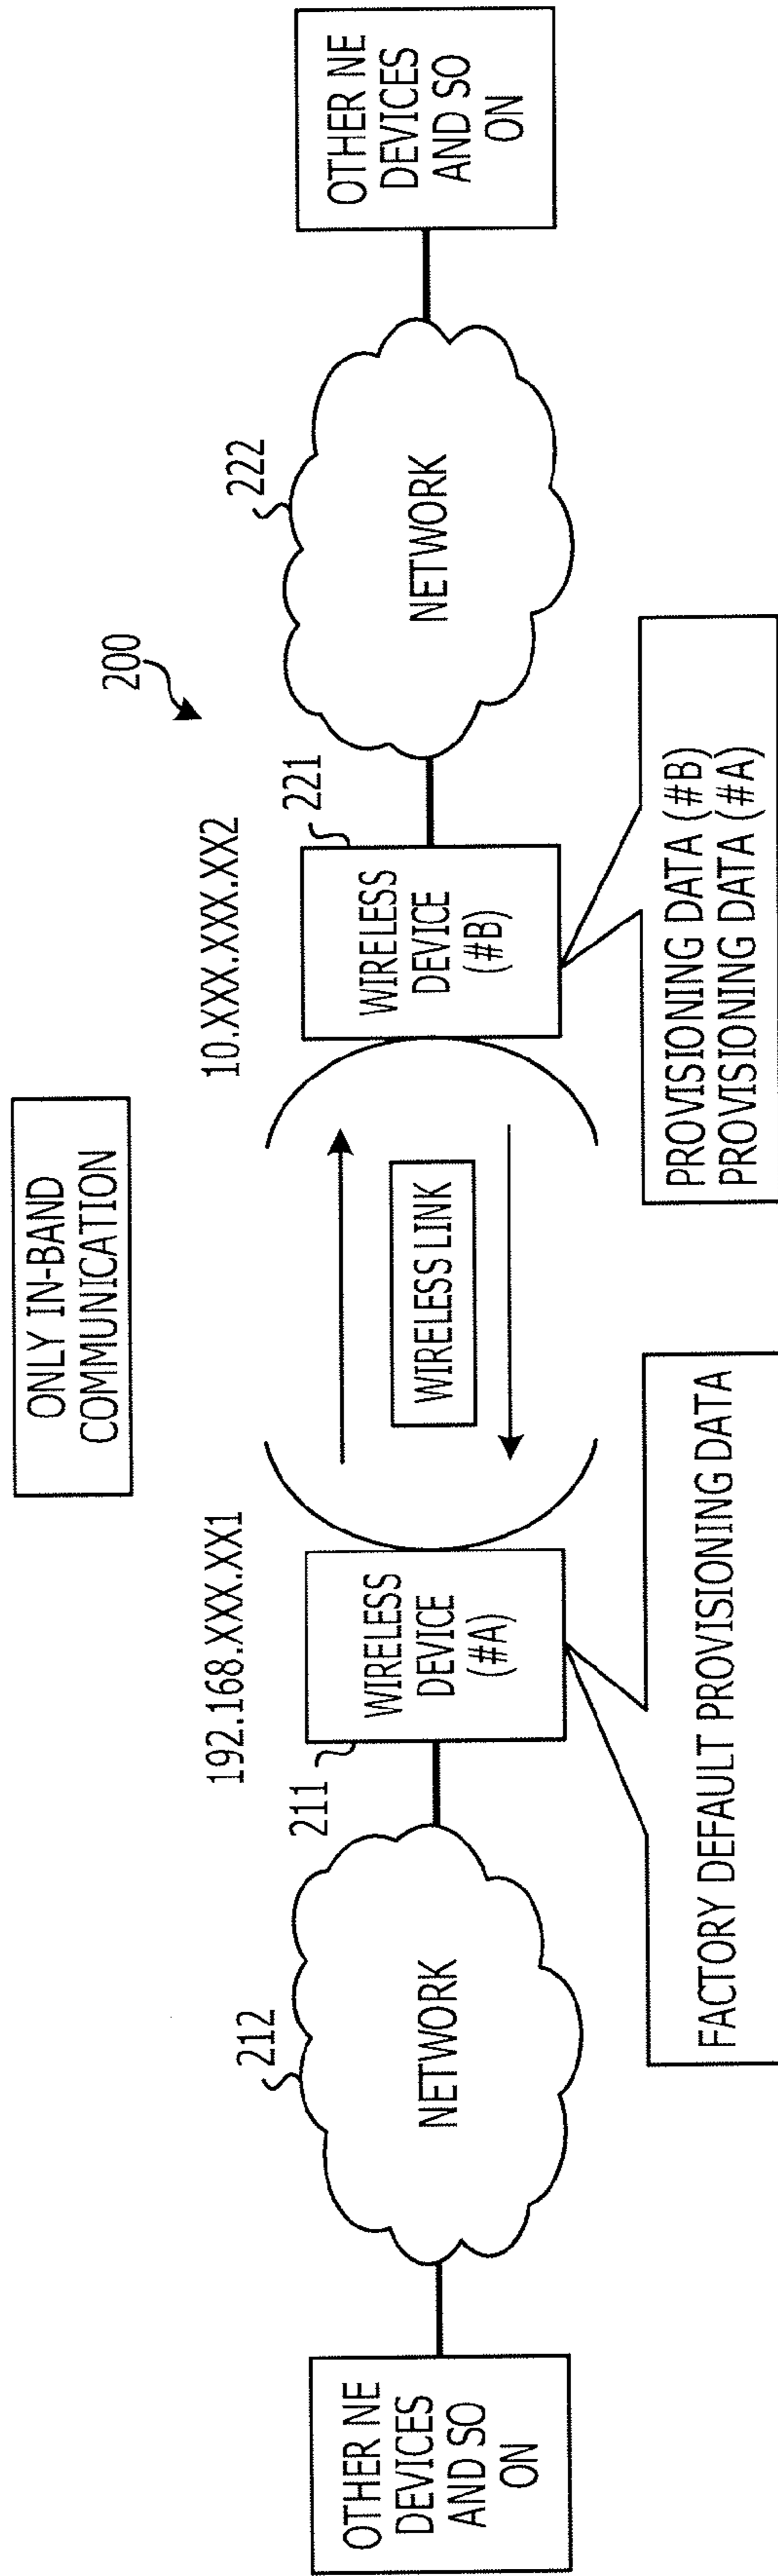 ONLY IN-BAND
COMMUNICATION
200
192.168.XXX.XX1
10.XXX.XXX.XX2
212
211
221
222
OTHER NE
DEVICES
AND SO
ON
NETWORK
WIRELESS
DEVICE
(#A)
WIRELESS LINK
WIRELESS
DEVICE
(#B)
NETWORK
OTHER NE
DEVICES
AND SO
ON
FACTORY DEFAULT PROVISIONING DATA
PROVISIONING DATA (#B)
PROVISIONING DATA (#A)